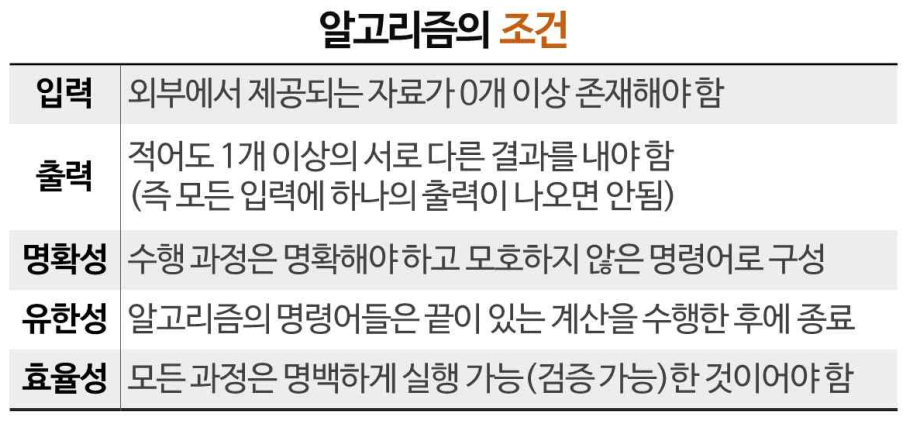 알고리즘의 조건
입력 외부에서 제공되는 자료가 0개 이상 존재해야 함
출력 적어도 1개 이상의 서로 다른 결과를 내야 함
(즉 모든 입력에 하나의 출력이 나오면 안됨)
명확성 수행 과정은 명확해야 하고 모호하지 않은 명령어로 구성
유한성 알고리즘의 명령어들은 끝이 있는 계산을 수행한 후에 종료
효율성 모든 과정은 명백하게 실행 가능(검증 가능)한 것이어야 함